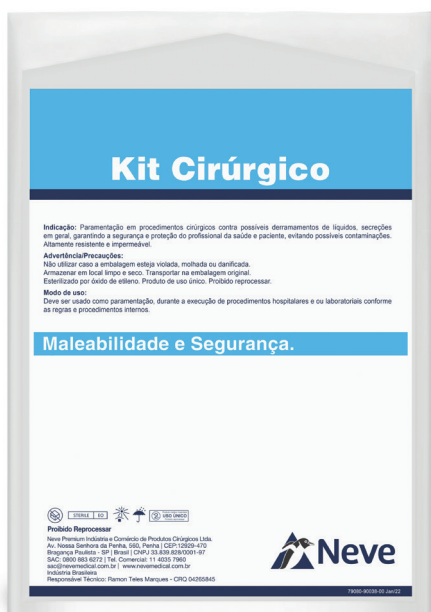 Kit Cirúrgico
Indicação: Paramentação em procedimentos cirúrgicos contra possíveis derramamentos de líquidos, secreções
em geral, garantindo a segurança e proteção do profissional da saúde e paciente, evitando possíveis contaminações.
Altamente resistente e impermeável.
Advertência/Precauções:
Não utilizar caso a embalagem esteja violada, molhada ou danificada.
Armazenar em local limpo e seco. Transportar na embalagem original.
Esterilizado por óxido de etileno. Produto de uso único. Proibido reprocessar.
Modo de uso:
Deve ser usado como paramentação, durante a execução de procedimentos hospitalares e ou laboratoriais conforme
as regras e procedimentos internos.
Maleabilidade e Segurança.
STERILE EO
USO ÚNICO
Proibido Reprocessar
Neve Premium Indústria e Comércio de Produtos Cirúrgicos Ltda.
Av. Nossa Senhora da Penha, 560, Penha | CEP:12929-470
Bragança Paulista - SP | Brasil | CNPJ 33.839.828/0001-97
SAC: 0800 883 6272 | Tel. Comercial: 11 4035 7960
sac@nevemedical.com.br | www.nevemedical.com.br
Indústria Brasileira
Responsável Técnico: Ramon Teles Marques - CRQ 04265845
Neve
79080-90038-00 Jan/22